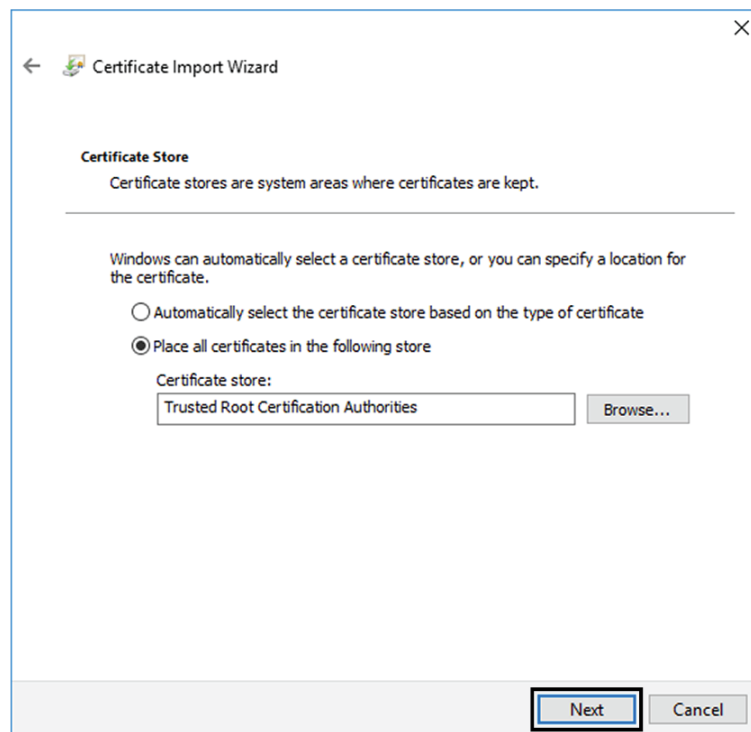 Certificate Import Wizard
Certificate Store
Certificate stores are system areas where certificates are kept.
Windows can automatically select a certificate store, or you can specify a location for
the certificate.
Automatically select the certificate store based on the type of certificate
Place all certificates in the following store
Certificate store:
Trusted Root Certification Authorities
Browse...
Next
Cancel